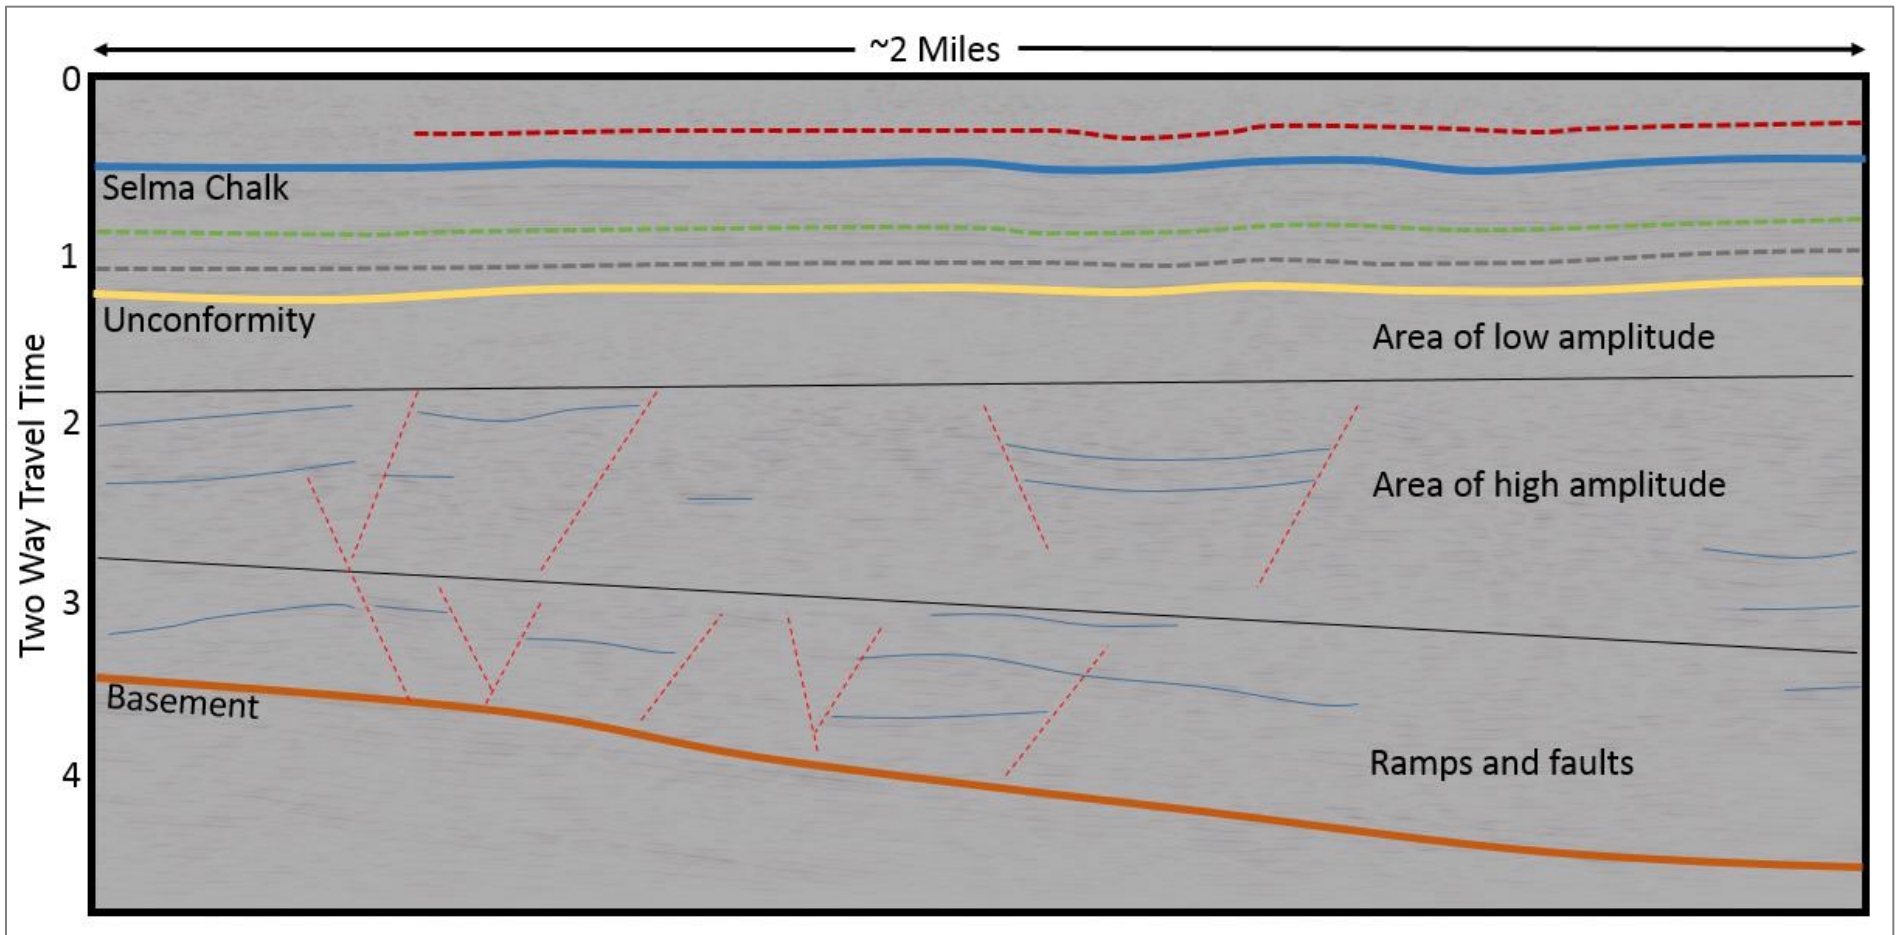 ~2 Miles
0
Selma Chalk
1
Unconformity
Area of low amplitude
Two Way Travel Time
2
Area of high amplitude
3
Basement
4
Ramps and faults